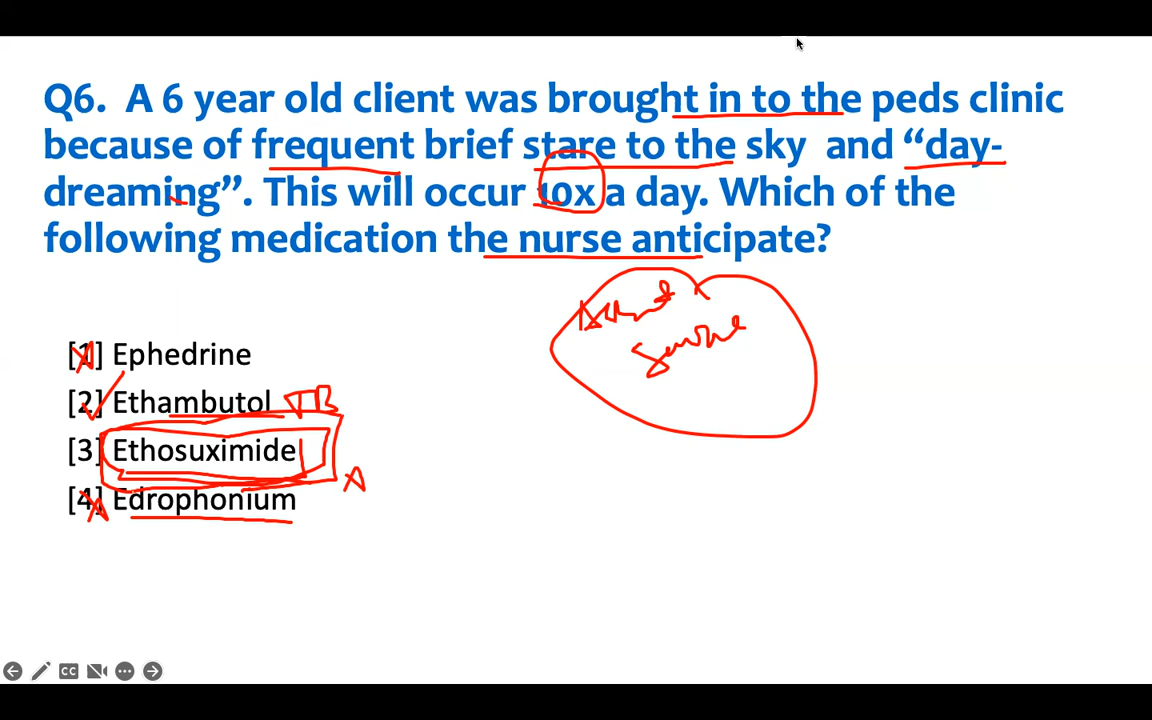 Q6. A 6 year old client was brought in to the peds clinic
because of frequent brief stare to the sky and “day-
dreaming”. This will occur 10x a day. Which of the
following medication the nurse anticipate?
[1] Ephedrine
[2] Ethambutol TB
[3] Ethosuximide
A
[4] Edrophonium
CC